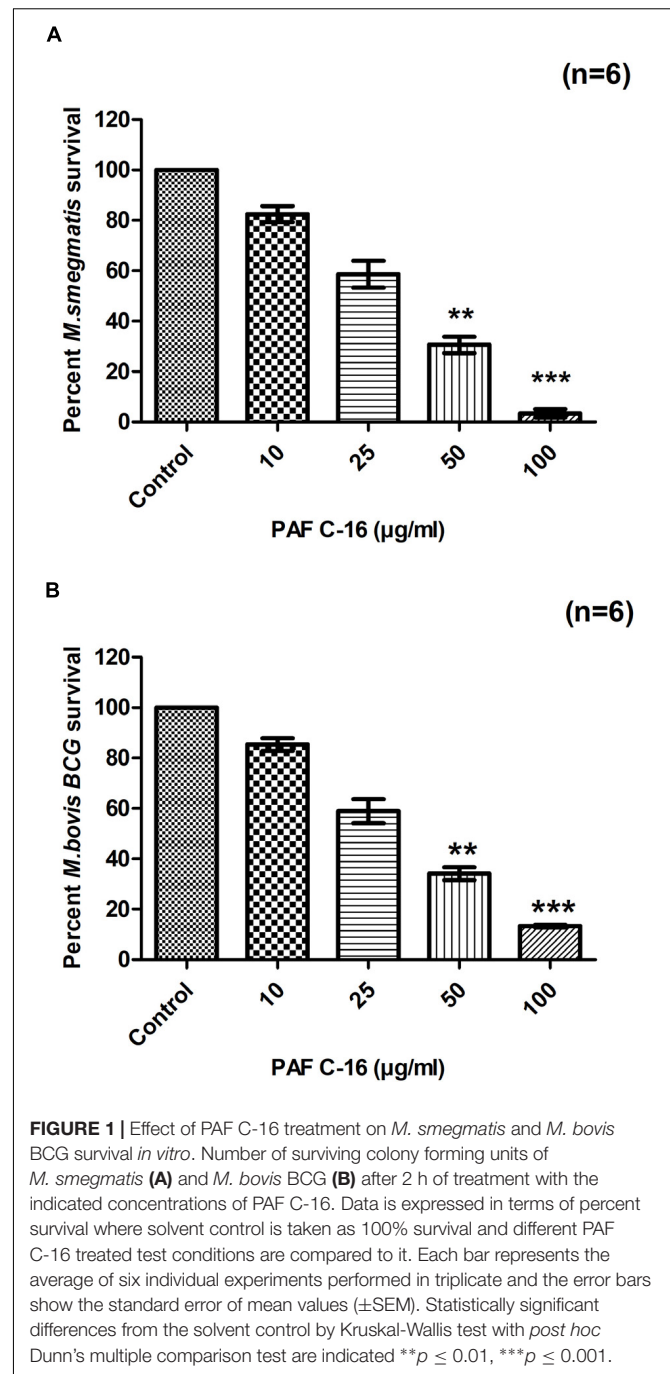 A
(n=6)
120
100
80
60
40
20
0
Percent M.smegmatis survival
**
***
Control
10
25
50
100
PAF C-16 (µg/ml)
B
(n=6)
120
100
80
60
40
20
0
Percent M.bovis BCG survival
**
***
Control
10
25
50
100
PAF C-16 (µg/ml)
FIGURE 1 | Effect of PAF C-16 treatment on M. smegmatis and M. bovis
BCG survival in vitro. Number of surviving colony forming units of
M. smegmatis (A) and M. bovis BCG (B) after 2 h of treatment with the
indicated concentrations of PAF C-16. Data is expressed in terms of percent
survival where solvent control is taken as 100% survival and different PAF
C-16 treated test conditions are compared to it. Each bar represents the
average of six individual experiments performed in triplicate and the error bars
show the standard error of mean values (±SEM). Statistically significant
differences from the solvent control by Kruskal-Wallis test with post hoc
Dunn's multiple comparison test are indicated **p ≤ 0.01, ***p ≤ 0.001.